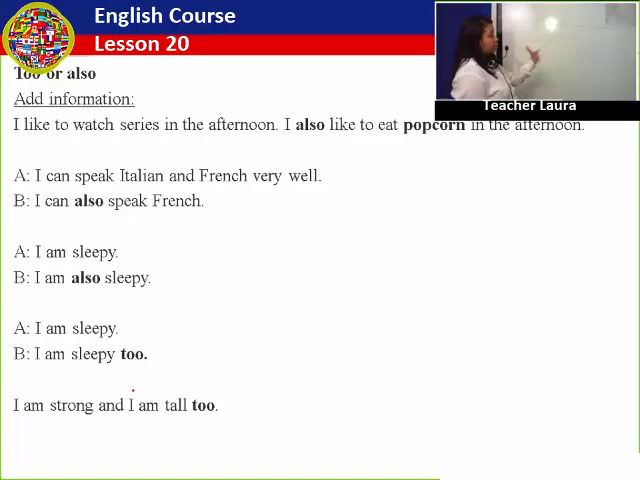 English Course
Lesson 20
Teacher Laura
Too or also
Add information:
I like to watch series in the afternoon. I also like to eat popcorn in the afternoon.
A: I can speak Italian and French very well.
B: I can also speak French.
A: I am sleepy.
B: I am also sleepy.
A: I am sleepy.
B: I am sleepy too.
I am strong and I am tall too.